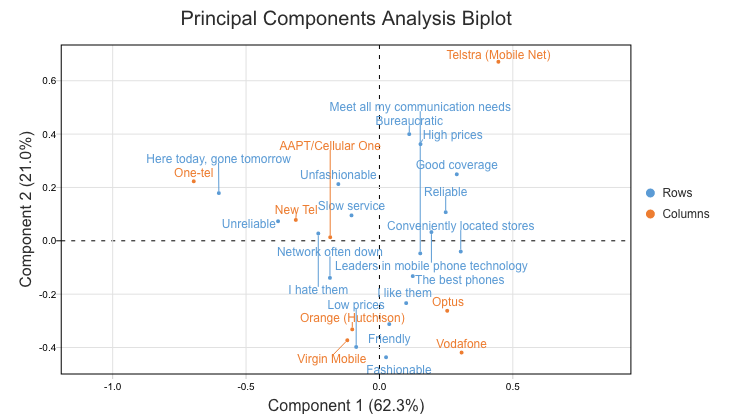 Principal Components Analysis Biplot
Telstra (Mobile Net)
0.6
Meet all my communication needs
Bureaucratic
0.4
High prices
AAPT/Cellular One
Here today, gone tomorrow
Good coverage
One-tel
Unfashionable
0.2
Reliable
Rows
Slow service
New Tel
Columns
Unreliable
Conveniently located stores
0.0
Network often down
Leaders in mobile phone technology
The best phones
I hate them
I like them
-0.2
Low prices
Optus
Orange (Hutchison)
Friendly
Vodafone
-0.4
Virgin Mobile
Fashionable
-1.0
-0.5
0.0
0.5
Component 1 (62.3%)
Component 2 (21.0%)